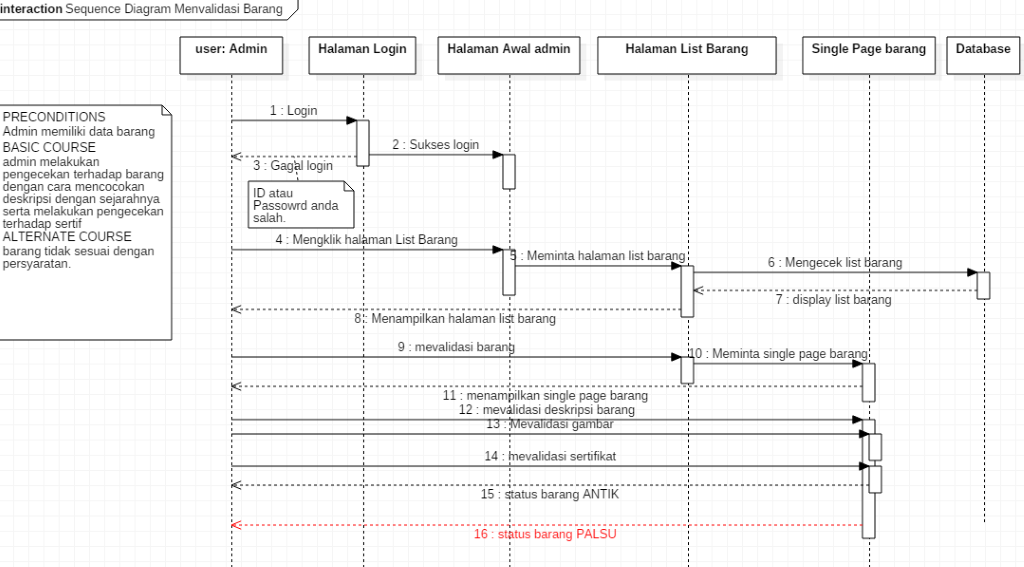 interaction Sequence Diagram Menvalidasi Barang
user: Admin
Halaman Login
Halaman Awal admin
Halaman List Barang
Single Page barang
Database
PRECONDITIONS
Admin memiliki data barang
BASIC COURSE
admin melakukan
pengecekan terhadap barang
dengan cara mencocokan
deskripsi dengan sejarahnya
serta melakukan pengecekan
terhadap sertif
ALTERNATE COURSE
barang tidak sesuai dengan
persyaratan.
1 : Login
2 : Sukses login
3 : Gagal login
ID atau
Passowrd anda
salah.
4 : Mengklik halaman List Barang
5 : Meminta halaman list barang
6 : Mengecek list barang
7 : display list barang
8 : Menampilkan halaman list barang
9 : mevalidasi barang
10 : Meminta single page barang
11 : menampilkan single page barang
12 : mevalidasi deskripsi barang
13 : Mevalidasi gambar
14 : mevalidasi sertifikat
15 : status barang ANTIK
16 : status barang PALSU